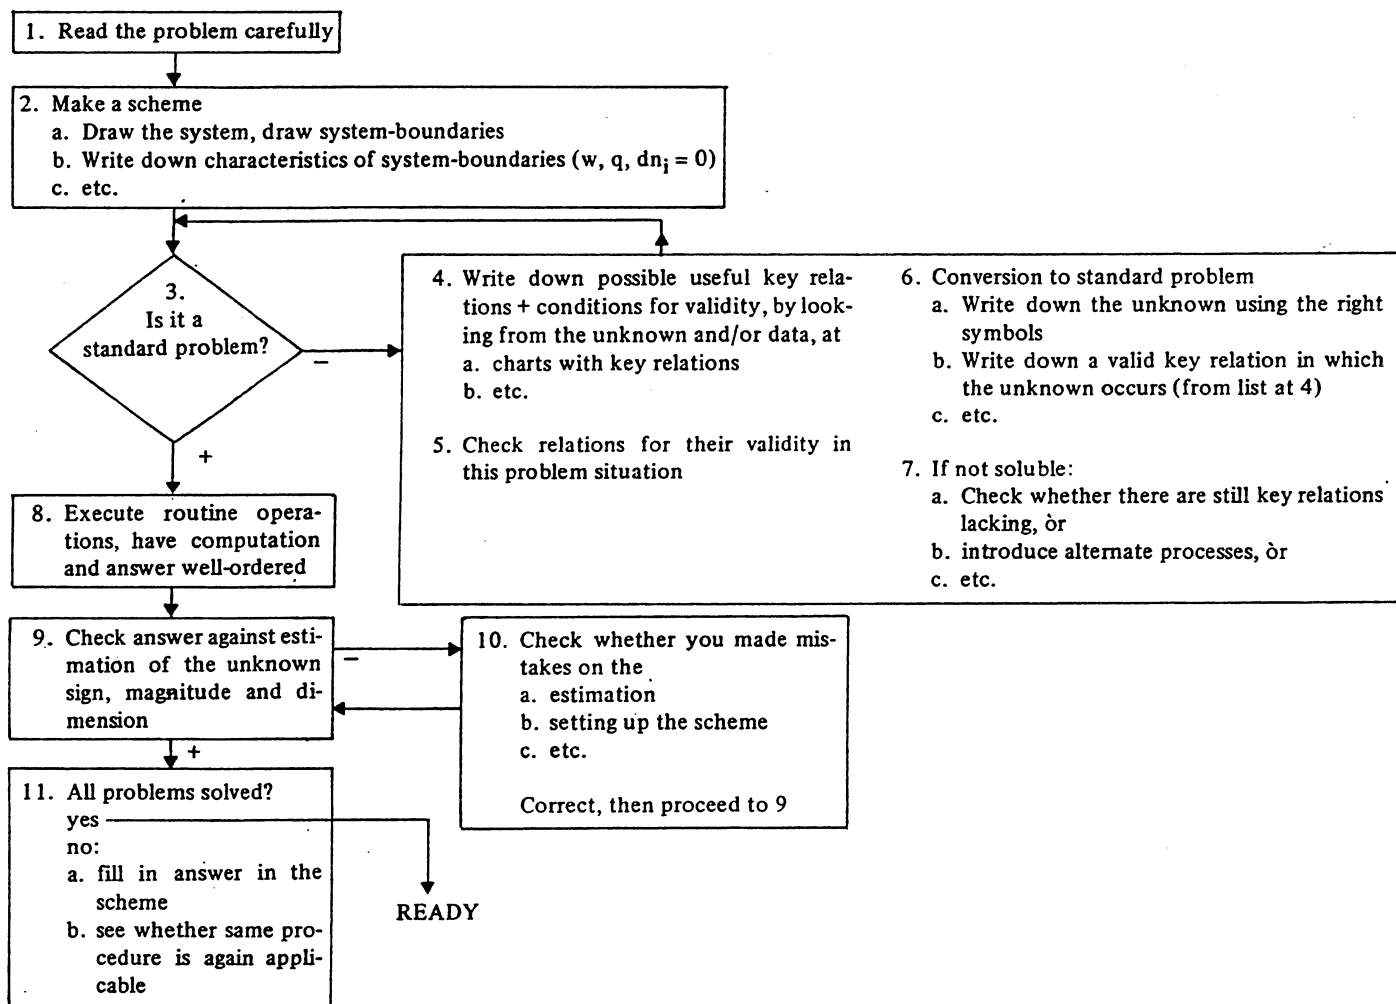 1. Read the problem carefully
2. Make a scheme
a. Draw the system, draw system-boundaries
b. Write down characteristics of system-boundaries (w, q, dnᵢ = 0)
c. etc.
3.
Is it a
standard problem?
–
+
4. Write down possible useful key rela-
tions + conditions for validity, by look-
ing from the unknown and/or data, at
a. charts with key relations
b. etc.
5. Check relations for their validity in
this problem situation
6. Conversion to standard problem
a. Write down the unknown using the right
symbols
b. Write down a valid key relation in which
the unknown occurs (from list at 4)
c. etc.
7. If not soluble:
a. Check whether there are still key relations
lacking, òr
b. introduce alternate processes, òr
c. etc.
8. Execute routine opera-
tions, have computation
and answer well-ordered
9. Check answer against esti-
mation of the unknown
sign, magnitude and di-
mension
–
+
10. Check whether you made mis-
takes on the
a. estimation
b. setting up the scheme
c. etc.
Correct, then proceed to 9
11. All problems solved?
yes
no:
a. fill in answer in the
scheme
b. see whether same pro-
cedure is again appli-
cable
READY